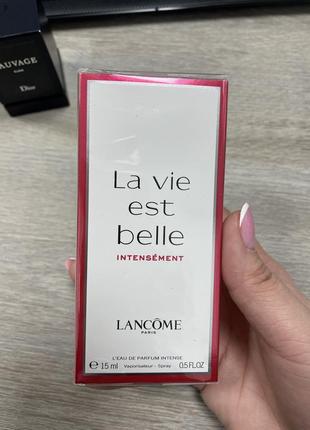 AUVAGE
Dior
La vie
est
belle
INTENSÉMENT
LANCÔME
PARIS
L'EAU DE PARFUM INTENSE
e 15 ml Vaporisateur - Spray 0.5 FL.OZ